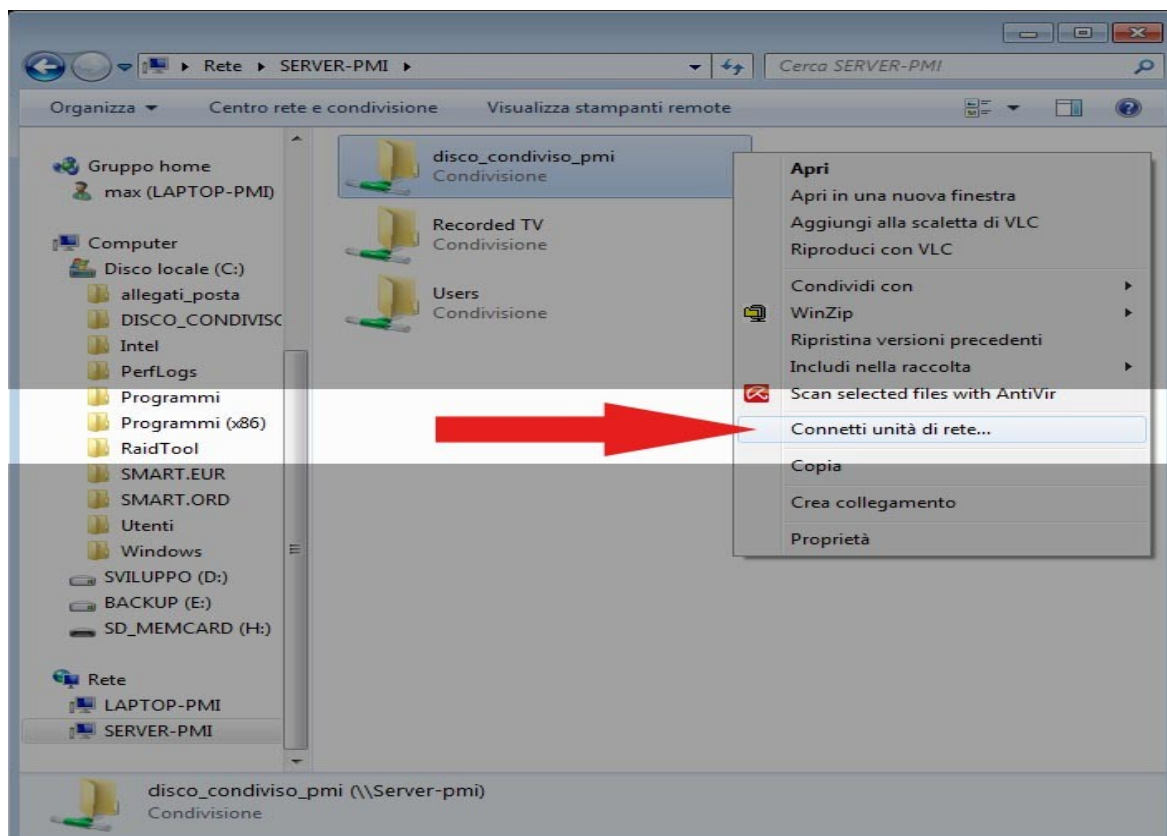 Rete ▸ SERVER-PMI ▸
Cerca SERVER-PMI
Organizza
Centro rete e condivisione
Visualizza stampanti remote
Gruppo home
max (LAPTOP-PMI)
Computer
Disco locale (C:)
allegati_posta
DISCO_CONDIVISC
Intel
PerfLogs
Programmi
Programmi (x86)
RaidTool
SMART.EUR
SMART.ORD
Utenti
Windows
SVILUPPO (D:)
BACKUP (E:)
SD_MEMCARD (H:)
Rete
LAPTOP-PMI
SERVER-PMI
disco_condiviso_pmi
Condivisione
Recorded TV
Condivisione
Users
Condivisione
Apri
Apri in una nuova finestra
Aggiungi alla scaletta di VLC
Riproduci con VLC
Condividi con
WinZip
Ripristina versioni precedenti
Includi nella raccolta
Scan selected files with AntiVir
Connetti unità di rete...
Copia
Crea collegamento
Proprietà
disco_condiviso_pmi (\\Server-pmi)
Condivisione